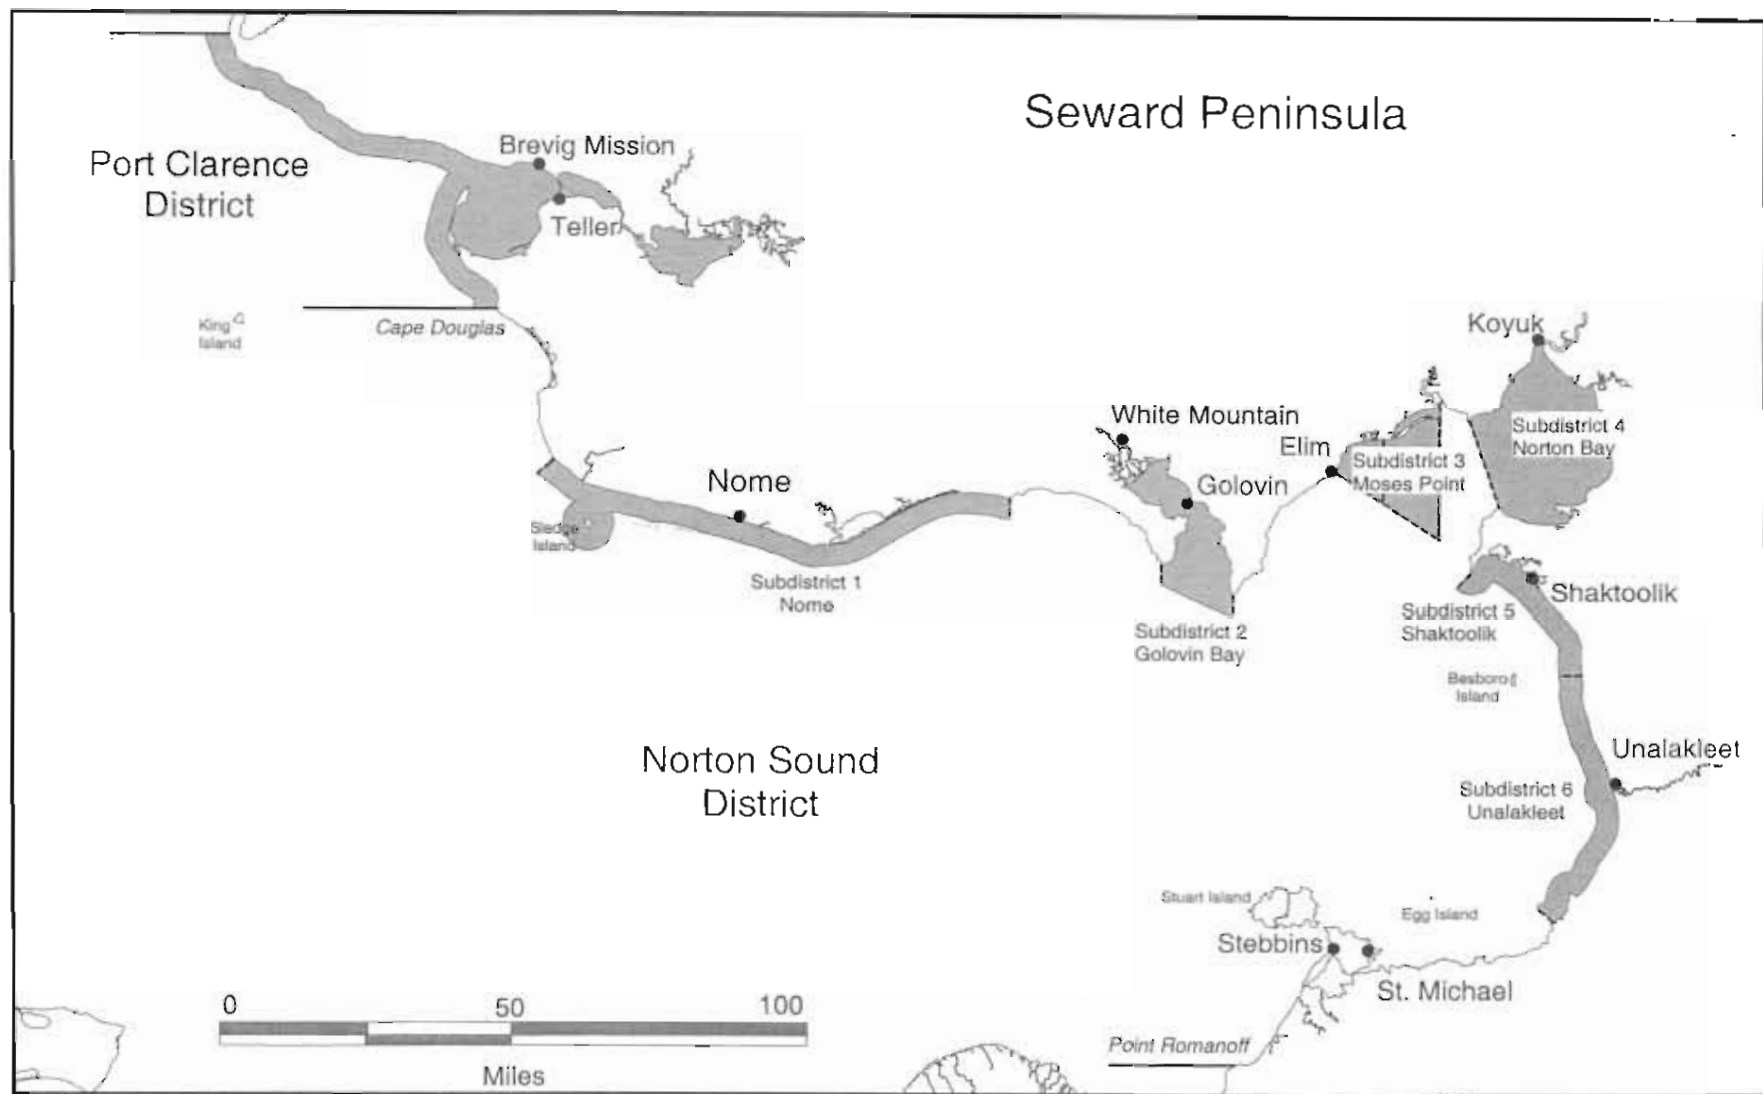 Seward Peninsula
Port Clarence
District
Brevig Mission
Teller
King
Island
Cape Douglas
Koyuk
White Mountain
Elim
Subdistrict 4
Norton Bay
Subdistrict 3
Moses Point
Nome
Golovin
Sledge
Island
Subdistrict 1
Nome
Shaktoolik
Subdistrict 5
Shaktoolik
Subdistrict 2
Golovin Bay
Besboro
Island
Norton Sound
District
Unalakleet
Subdistrict 6
Unalakleet
Stuart Island
Egg Island
Stebbins
St. Michael
0 50 100
Miles
Point Romanoff